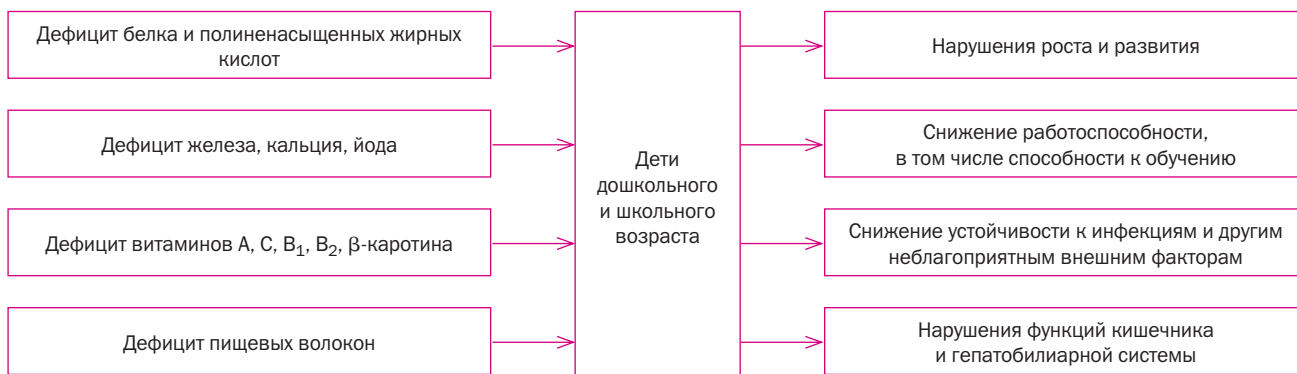 Дефицит белка и полиненасыщенных жирных
кислот
Дефицит железа, кальция, йода
Дефицит витаминов А, С, В₁, В₂, β-каротина
Дефицит пищевых волокон
Дети
дошкольного
и школьного
возраста
Нарушения роста и развития
Снижение работоспособности,
в том числе способности к обучению
Снижение устойчивости к инфекциям и другим
неблагоприятным внешним факторам
Нарушения функций кишечника
и гепатобилиарной системы